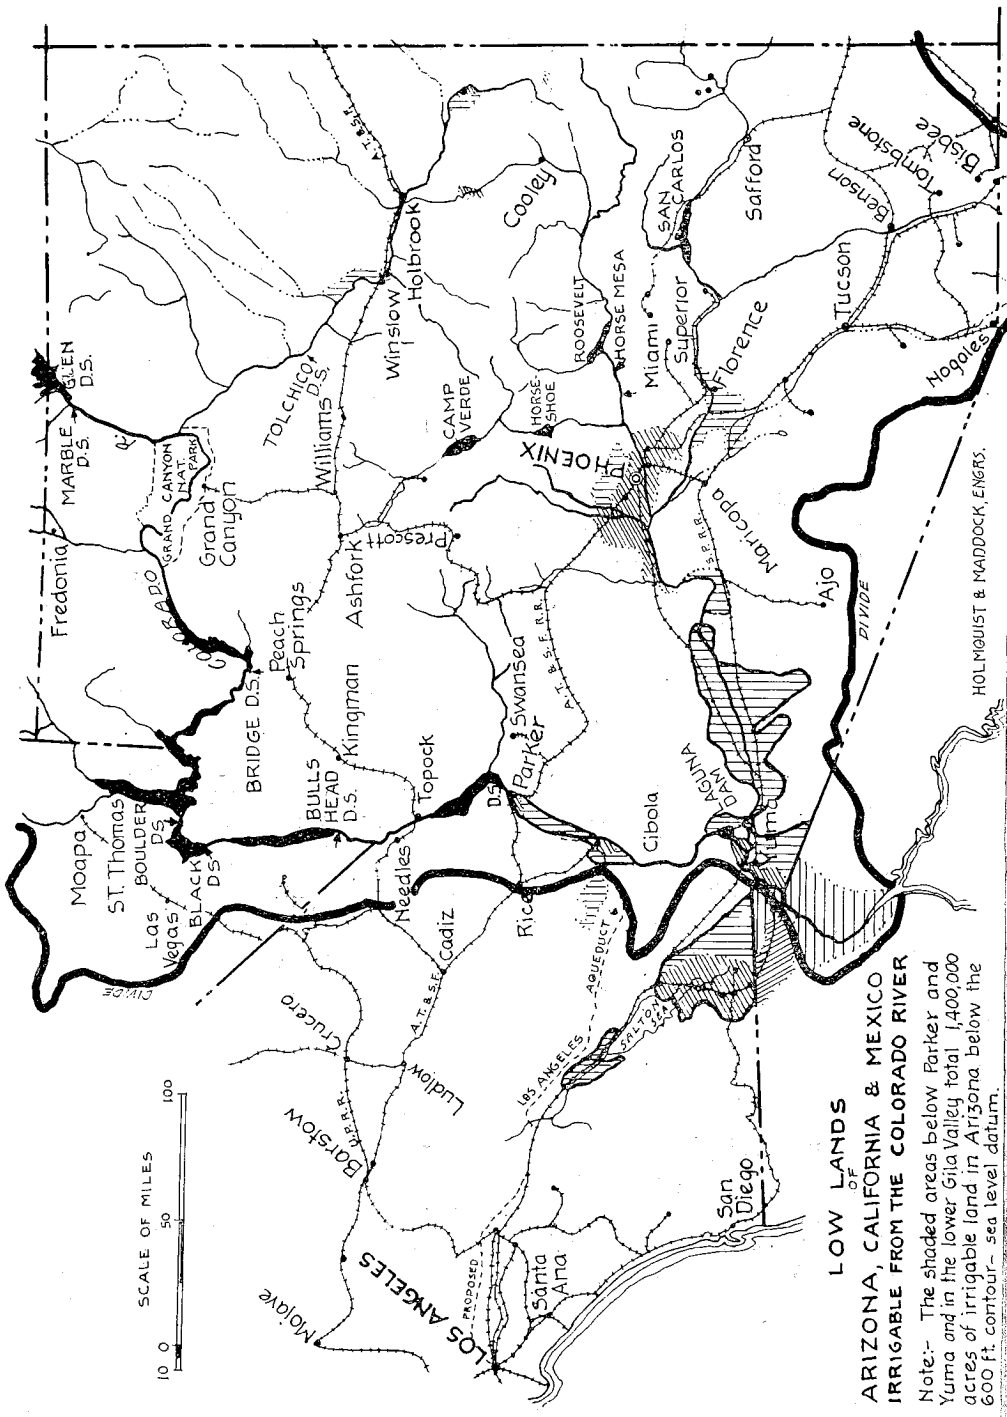 LOW LANDS
OF
ARIZONA, CALIFORNIA & MEXICO
IRRIGABLE FROM THE COLORADO RIVER
Note:- The shaded areas below Parker and
Yuma and in the lower Gila Valley total 1,400,000
acres of irrigable land in Arizona below the
600 ft. contour- sea level datum.
HOLMQUIST & MADDOCK, ENGRS.
SCALE OF MILES
10 0 50 100
DIVIDE
Moapa
ST. Thomas
BOULDER
D.S.
Las
Vegas
BLACK
D.S.
Fredonia
MARBLE
D.S.
GLEN
D.S.
COLORADO
GRAND CANYON
NAT.
PARK
Grand
Canyon
BRIDGE D.S.
Peach
Springs
BULLS
HEAD
D.S.
Kingman
Ashfork
Williams
TOLCHICO
D.S.
Winslow
Holbrook
A.T. & S.F.
Crucero
Needles
Topock
Prescott
CAMP
VERDE
Cooley
Mojave
Barstow
U.P.R.R.
Ludlow
A.T. & S.F.
Cadiz
Rice
D.S.
Parker
Swansea
A.T. & S.F. R.R.
HORSE-
SHOE
PHOENIX
ROOSEVELT
HORSE MESA
LOS ANGELES
PROPOSED
LOS ANGELES
AQUEDUCT
Santa
Ana
SALTON
SEA
Cibola
LAGUNA
DAM
Yuma
S.P.R.R.
Maricopa
Miami
Superior
SAN
CARLOS
Safford
Florence
San
Diego
Ajo
DIVIDE
Tucson
Benson
Tombstone
Bisbee
Nogales